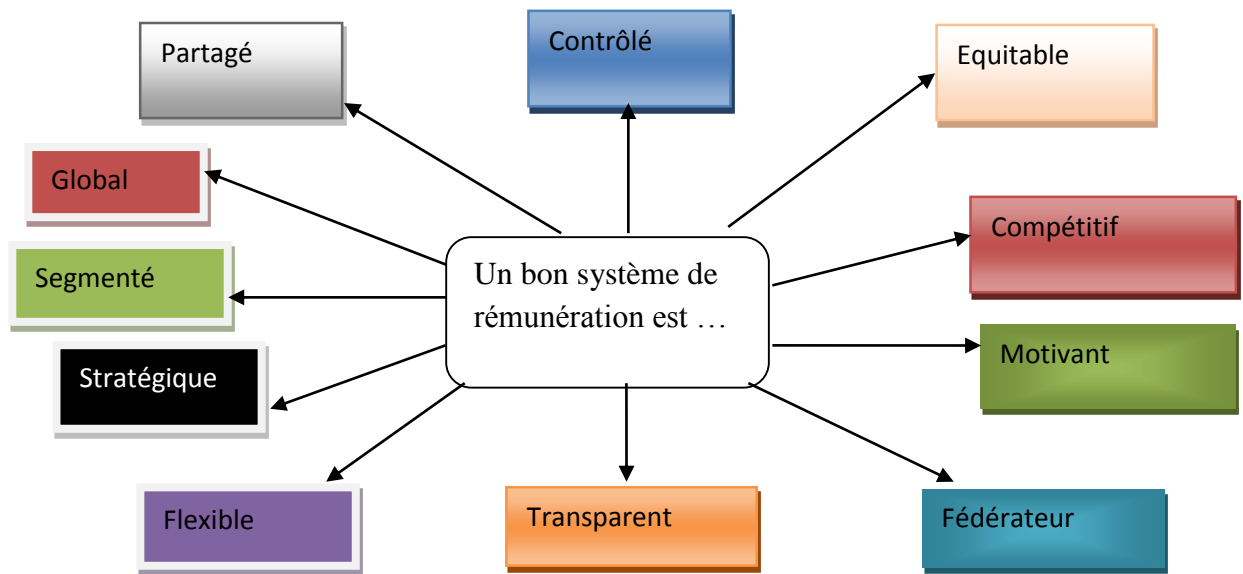 Partagé
Contrôlé
Equitable
Global
Compétitif
Segmenté
Un bon système de
rémunération est …
Motivant
Stratégique
Flexible
Transparent
Fédérateur